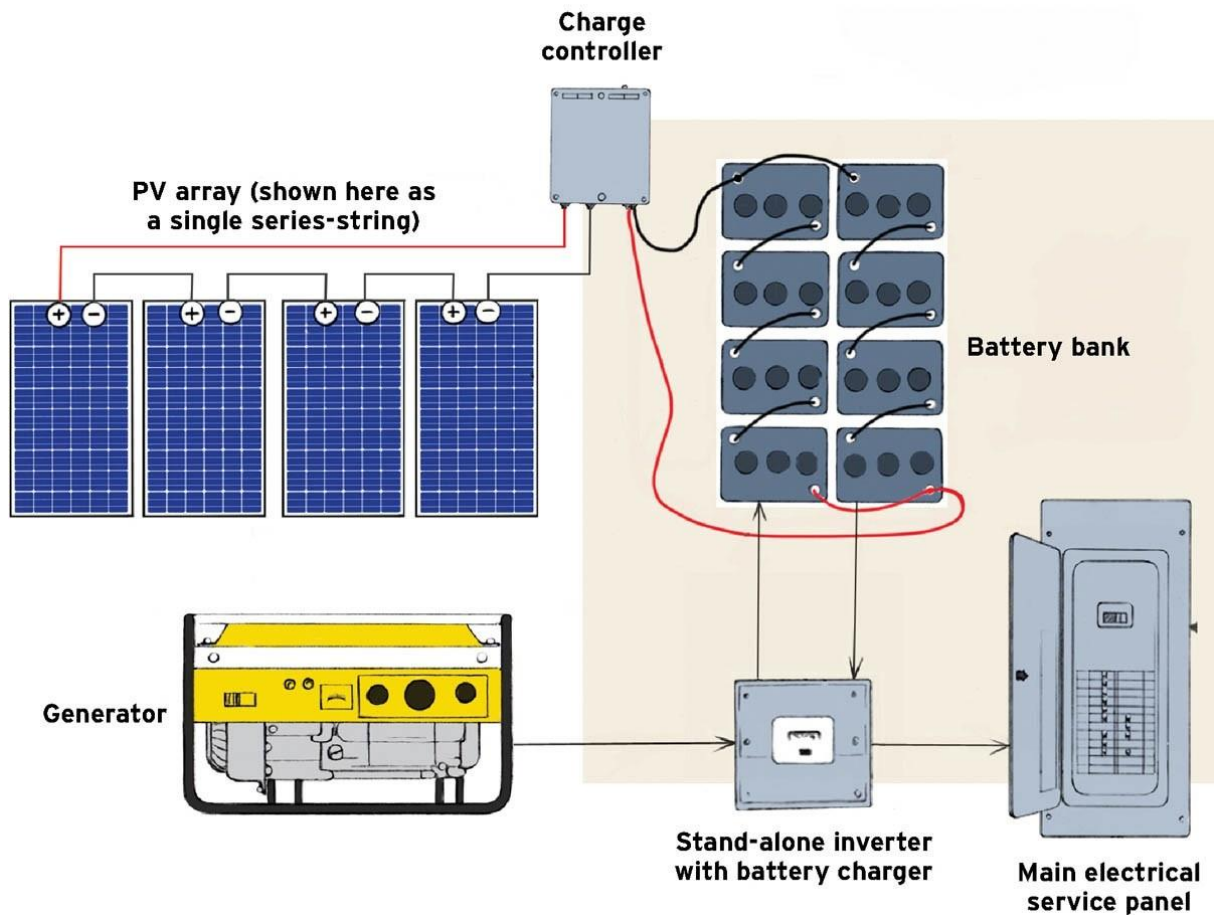 Charge
controller
PV array (shown here as
a single series-string)
+ − + − + − + −
Battery bank
Generator
Stand-alone inverter
with battery charger
Main electrical
service panel